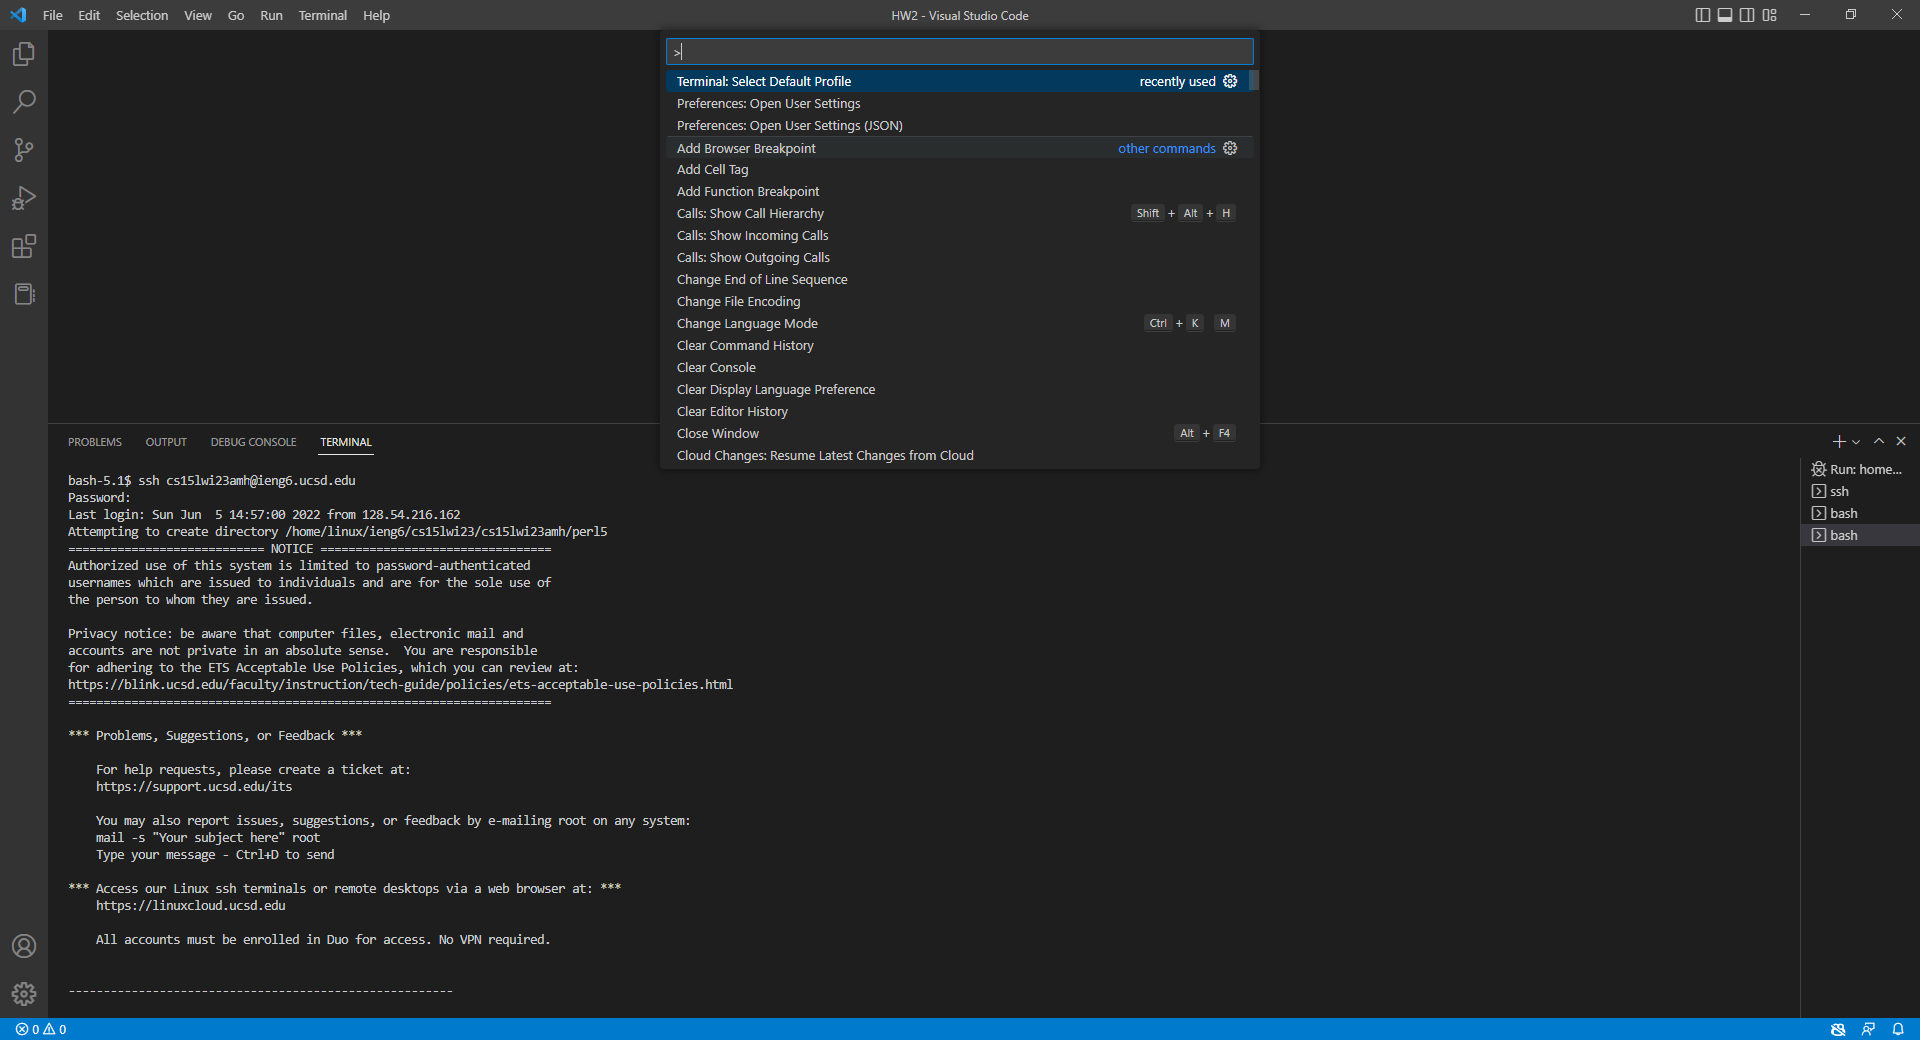 File Edit Selection View Go Run Terminal Help
HW2 - Visual Studio Code
>
Terminal: Select Default Profile recently used
Preferences: Open User Settings
Preferences: Open User Settings (JSON)
Add Browser Breakpoint other commands
Add Cell Tag
Add Function Breakpoint
Calls: Show Call Hierarchy Shift + Alt + H
Calls: Show Incoming Calls
Calls: Show Outgoing Calls
Change End of Line Sequence
Change File Encoding
Change Language Mode Ctrl + K M
Clear Command History
Clear Console
Clear Display Language Preference
Clear Editor History
Close Window Alt + F4
Cloud Changes: Resume Latest Changes from Cloud
PROBLEMS OUTPUT DEBUG CONSOLE TERMINAL
bash-5.1$ ssh cs15lwi23amh@ieng6.ucsd.edu
Password:
Last login: Sun Jun  5 14:57:00 2022 from 128.54.216.162
Attempting to create directory /home/linux/ieng6/cs15lwi23/cs15lwi23amh/perl5
============================ NOTICE =================================
Authorized use of this system is limited to password-authenticated
usernames which are issued to individuals and are for the sole use of
the person to whom they are issued.
Privacy notice: be aware that computer files, electronic mail and
accounts are not private in an absolute sense.  You are responsible
for adhering to the ETS Acceptable Use Policies, which you can review at:
https://blink.ucsd.edu/faculty/instruction/tech-guide/policies/ets-acceptable-use-policies.html
=====================================================================
*** Problems, Suggestions, or Feedback ***
For help requests, please create a ticket at:
https://support.ucsd.edu/its
You may also report issues, suggestions, or feedback by e-mailing root on any system:
mail -s "Your subject here" root
Type your message - Ctrl+D to send
*** Access our Linux ssh terminals or remote desktops via a web browser at: ***
https://linuxcloud.ucsd.edu
All accounts must be enrolled in Duo for access. No VPN required.
-------------------------------------------------------
Run: home...
ssh
bash
bash
0 0